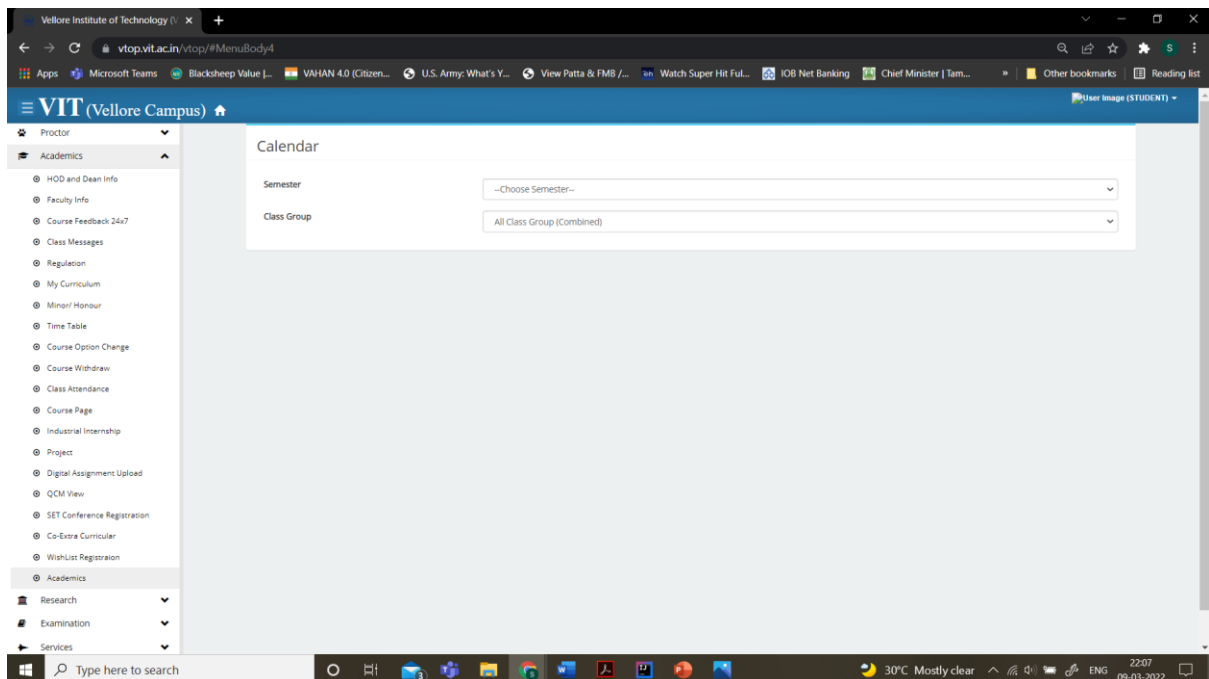 Vellore Institute of Technology (V
vtop.vit.ac.in/vtop/#MenuBody4
S
Apps Microsoft Teams Blacksheep Value |... VAHAN 4.0 (Citizen... U.S. Army: What's Y... View Patta & FMB /... Watch Super Hit Ful... IOB Net Banking Chief Minister | Tam... » Other bookmarks Reading list
VIT (Vellore Campus)
User Image (STUDENT)
Proctor
Academics
HOD and Dean Info
Faculty Info
Course Feedback 24x7
Class Messages
Regulation
My Curriculum
Minor/ Honour
Time Table
Course Option Change
Course Withdraw
Class Attendance
Course Page
Industrial Internship
Project
Digital Assignment Upload
QCM View
SET Conference Registration
Co-Extra Curricular
WishList Registraion
Academics
Research
Examination
Services
Calendar
Semester
--Choose Semester--
Class Group
All Class Group (Combined)
Type here to search
30°C Mostly clear
ENG
22:07
09-03-2022